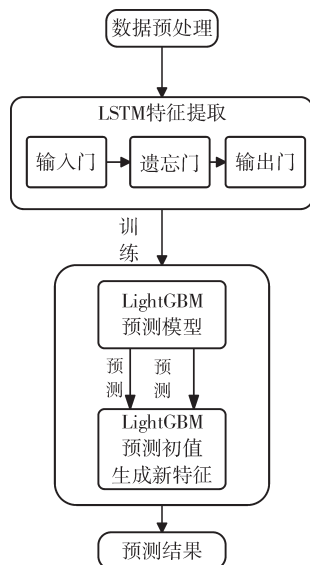 数据预处理
LSTM特征提取
输入门 遗忘门 输出门
训
练
LightGBM
预测模型
预 预
测 测
LightGBM
预测初值
生成新特征
预测结果